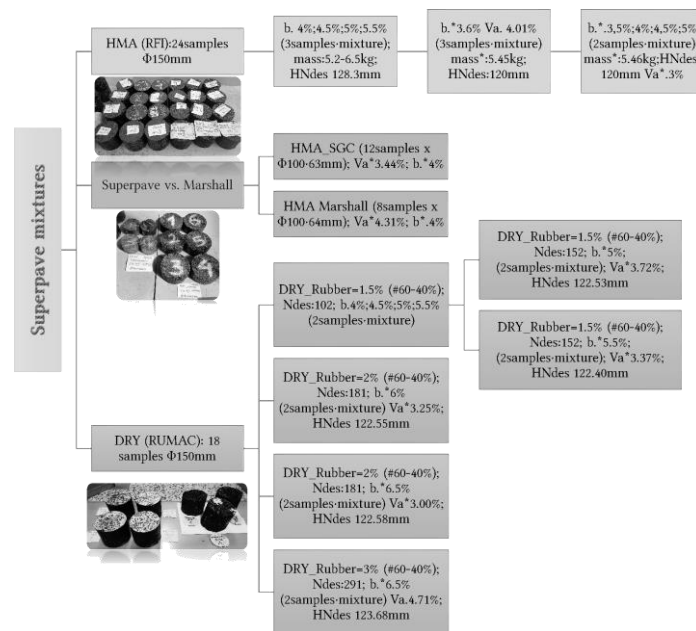 Superpave mixtures
HMA (RFI):24samples
Φ150mm
b. 4%;4.5%;5%;5.5%
(3samples·mixture);
mass:5.2-6.5kg;
HNdes 128.3mm
b.*3.6% Va. 4.01%
(3samples·mixture)
mass*:5.45kg;
HNdes:120mm
b.*.3,5%;4%;4,5%;5%
(2samples·mixture)
mass*:5.46kg;HNdes
120mm Va*.3%
Superpave vs. Marshall
HMA_SGC (12samples x
Φ100·63mm); Va*3.44%; b.*4%
HMA Marshall (8samples x
Φ100·64mm); Va*4.31%; b*.4%
DRY (RUMAC): 18
samples Φ150mm
DRY_Rubber=1.5% (#60-40%);
Ndes:102; b.4%;4.5%;5%;5.5%
(2samples·mixture)
DRY_Rubber=1.5% (#60-40%);
Ndes:152; b.*5%;
(2samples·mixture); Va*3.72%;
HNdes 122.53mm
DRY_Rubber=1.5% (#60-40%);
Ndes:152; b.*5.5%;
(2samples·mixture); Va*3.37%;
HNdes 122.40mm
DRY_Rubber=2% (#60-40%);
Ndes:181; b.*6%
(2samples·mixture) Va*3.25%;
HNdes 122.55mm
DRY_Rubber=2% (#60-40%);
Ndes:181; b.*6.5%
(2samples·mixture) Va*3.00%;
HNdes 122.58mm
DRY_Rubber=3% (#60-40%);
Ndes:291; b.*6.5%
(2samples·mixture) Va.4.71%;
HNdes 123.68mm